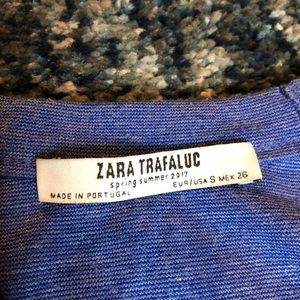 ZARA TRAFALUC
spring summer 2017
MADE IN PORTUGAL EUR/USA S MEX 26